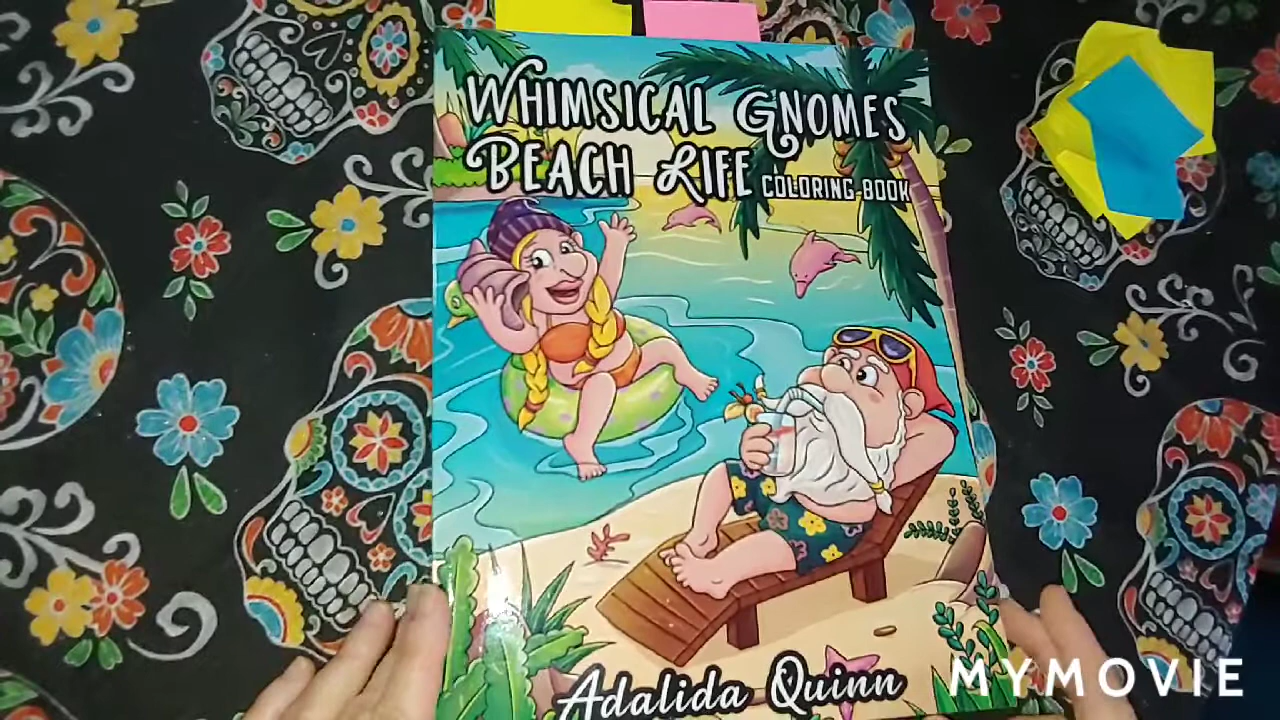 WHIMSICAL GNOMES
BEACH LIFE COLORING BOOK
Adalida Quinn
MYMOVIE